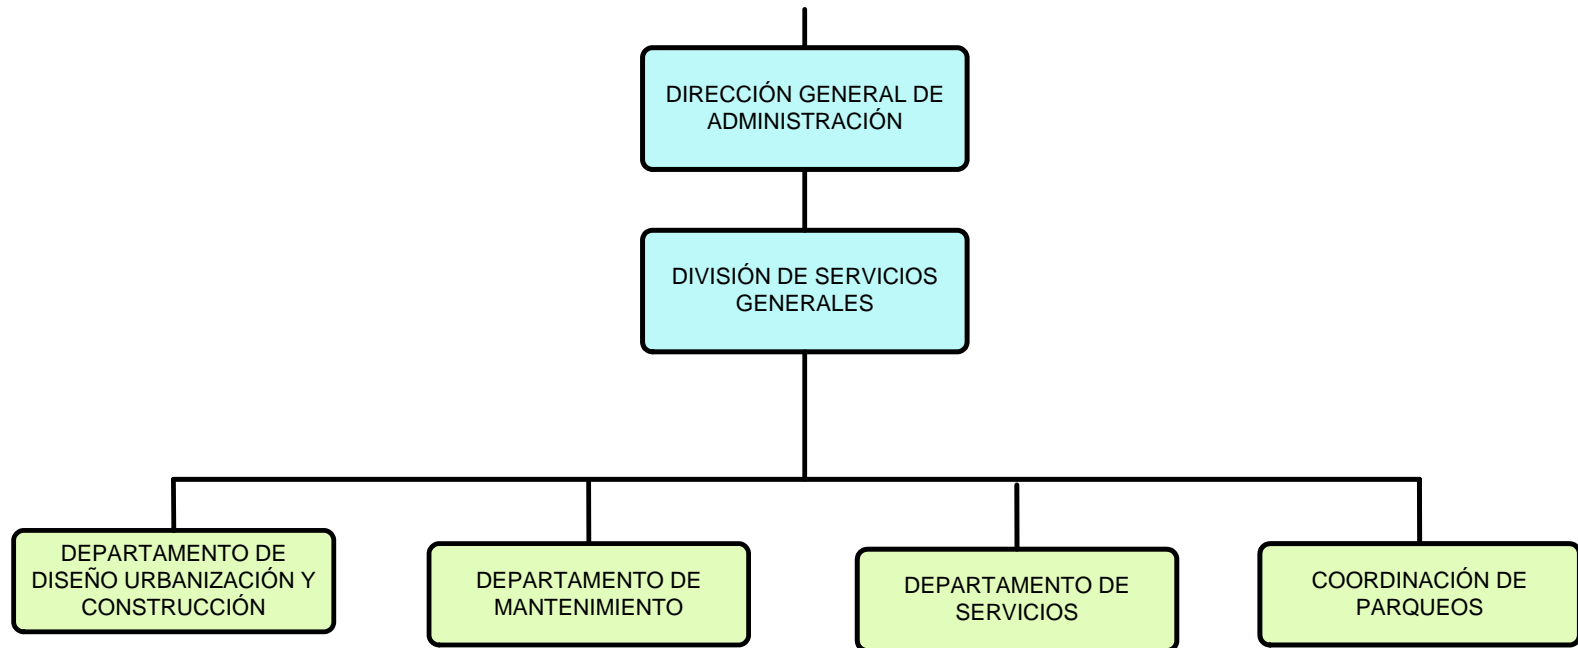 DIRECCIÓN GENERAL DE
ADMINISTRACIÓN
DIVISIÓN DE SERVICIOS
GENERALES
DEPARTAMENTO DE
DISEÑO URBANIZACIÓN Y
CONSTRUCCIÓN
DEPARTAMENTO DE
MANTENIMIENTO
DEPARTAMENTO DE
SERVICIOS
COORDINACIÓN DE
PARQUEOS